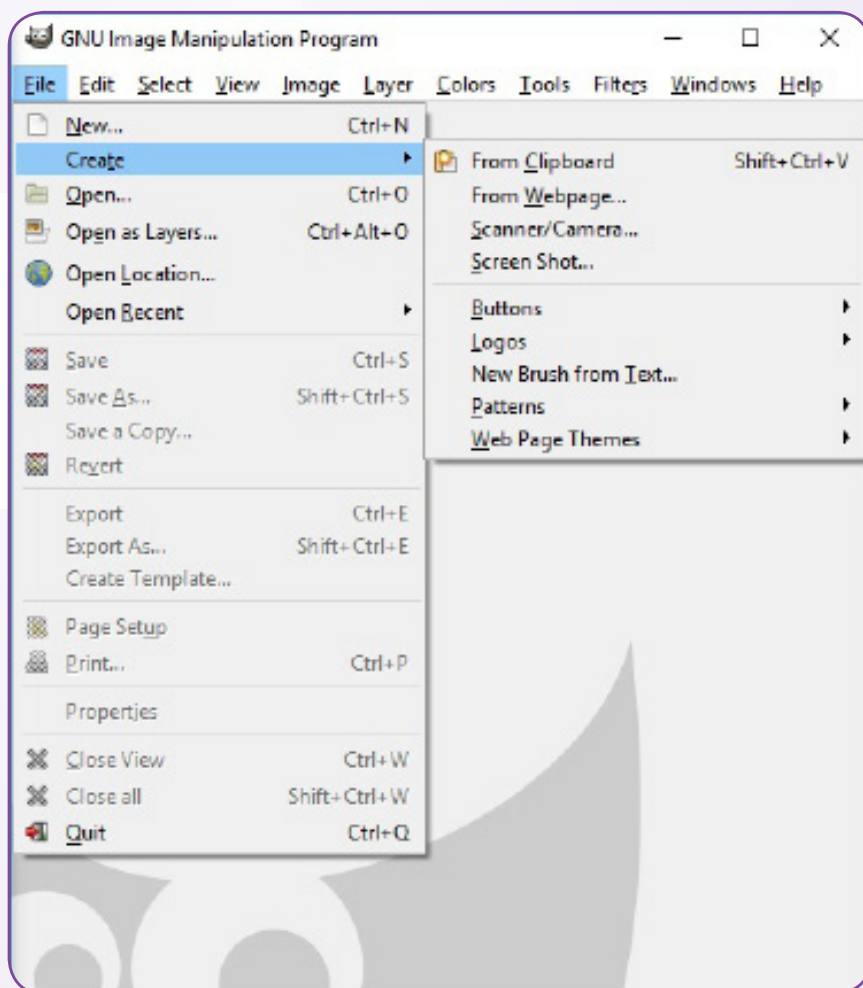 GNU Image Manipulation Program
File Edit Select View Image Layer Colors Tools Filters Windows Help
New... Ctrl+N
Create
Open... Ctrl+O
Open as Layers... Ctrl+Alt+O
Open Location...
Open Recent
Save Ctrl+S
Save As... Shift+Ctrl+S
Save a Copy...
Revert
Export Ctrl+E
Export As... Shift+Ctrl+E
Create Template...
Page Setup
Print... Ctrl+P
Properties
Close View Ctrl+W
Close all Shift+Ctrl+W
Quit Ctrl+Q
From Clipboard Shift+Ctrl+V
From Webpage...
Scanner/Camera...
Screen Shot...
Buttons
Logos
New Brush from Text...
Patterns
Web Page Themes